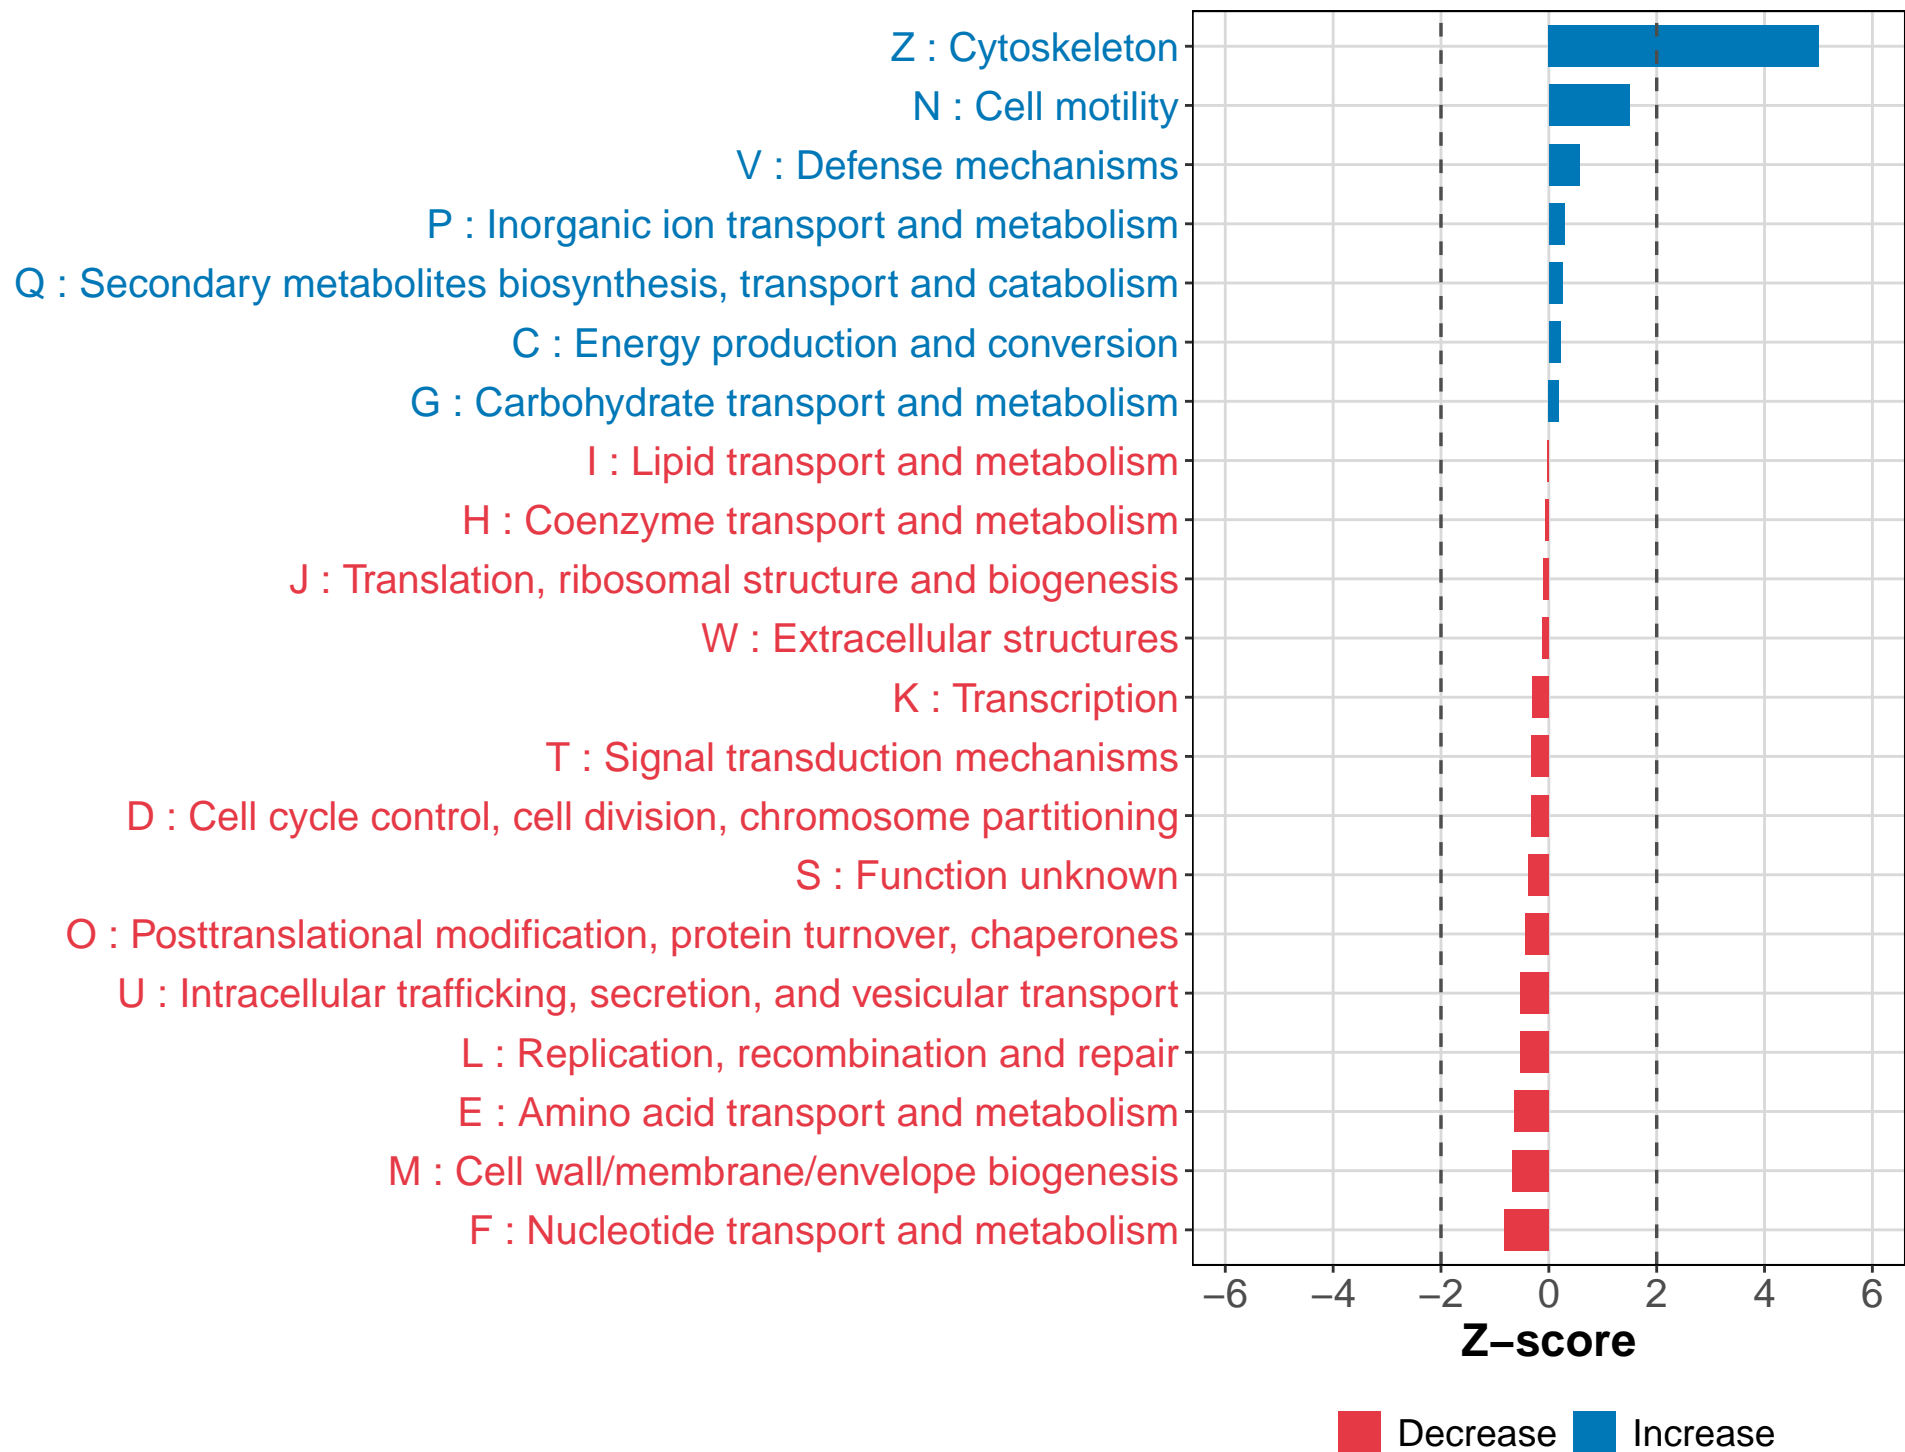 Z : Cytoskeleton
N : Cell motility
V : Defense mechanisms
P : Inorganic ion transport and metabolism
Q : Secondary metabolites biosynthesis, transport and catabolism
C : Energy production and conversion
G : Carbohydrate transport and metabolism
I : Lipid transport and metabolism
H : Coenzyme transport and metabolism
J : Translation, ribosomal structure and biogenesis
W : Extracellular structures
K : Transcription
T : Signal transduction mechanisms
D : Cell cycle control, cell division, chromosome partitioning
S : Function unknown
O : Posttranslational modification, protein turnover, chaperones
U : Intracellular trafficking, secretion, and vesicular transport
L : Replication, recombination and repair
E : Amino acid transport and metabolism
M : Cell wall/membrane/envelope biogenesis
F : Nucleotide transport and metabolism
−6 −4 −2 0 2 4 6
Z−score
Decrease Increase